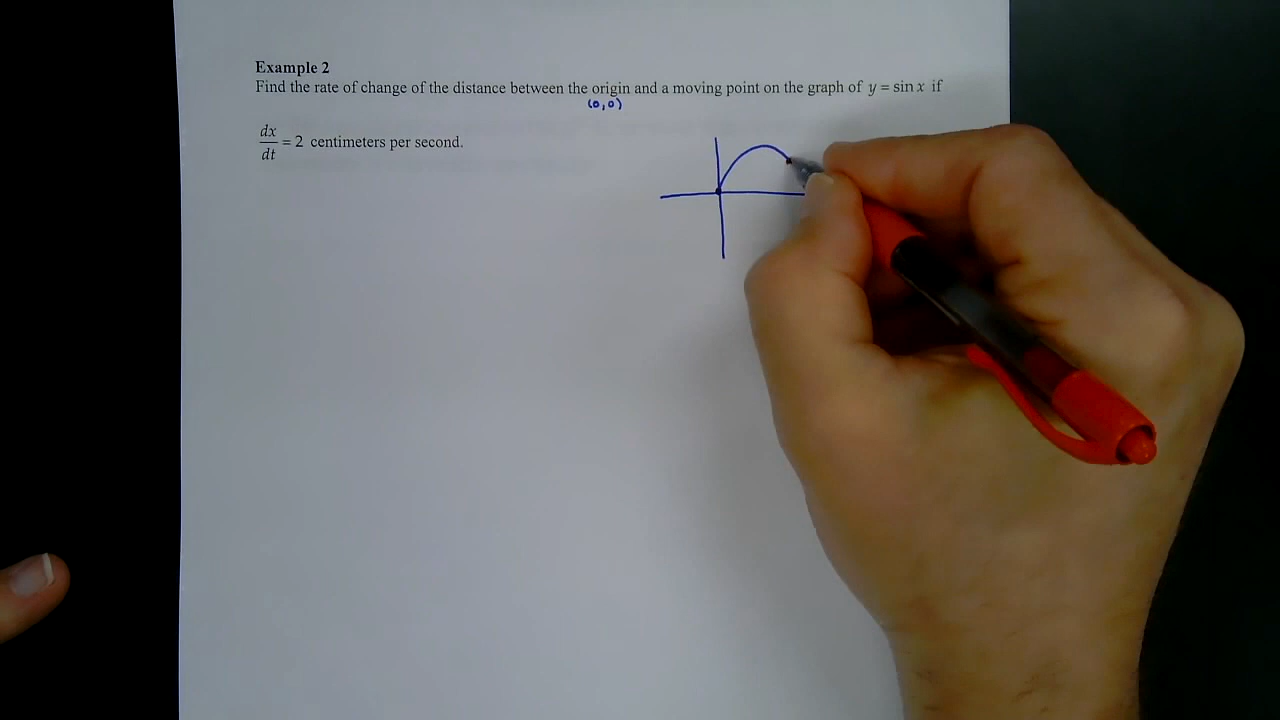 Example 2
Find the rate of change of the distance between the origin and a moving point on the graph of y = sin x if
(0,0)
dx/dt = 2 centimeters per second.